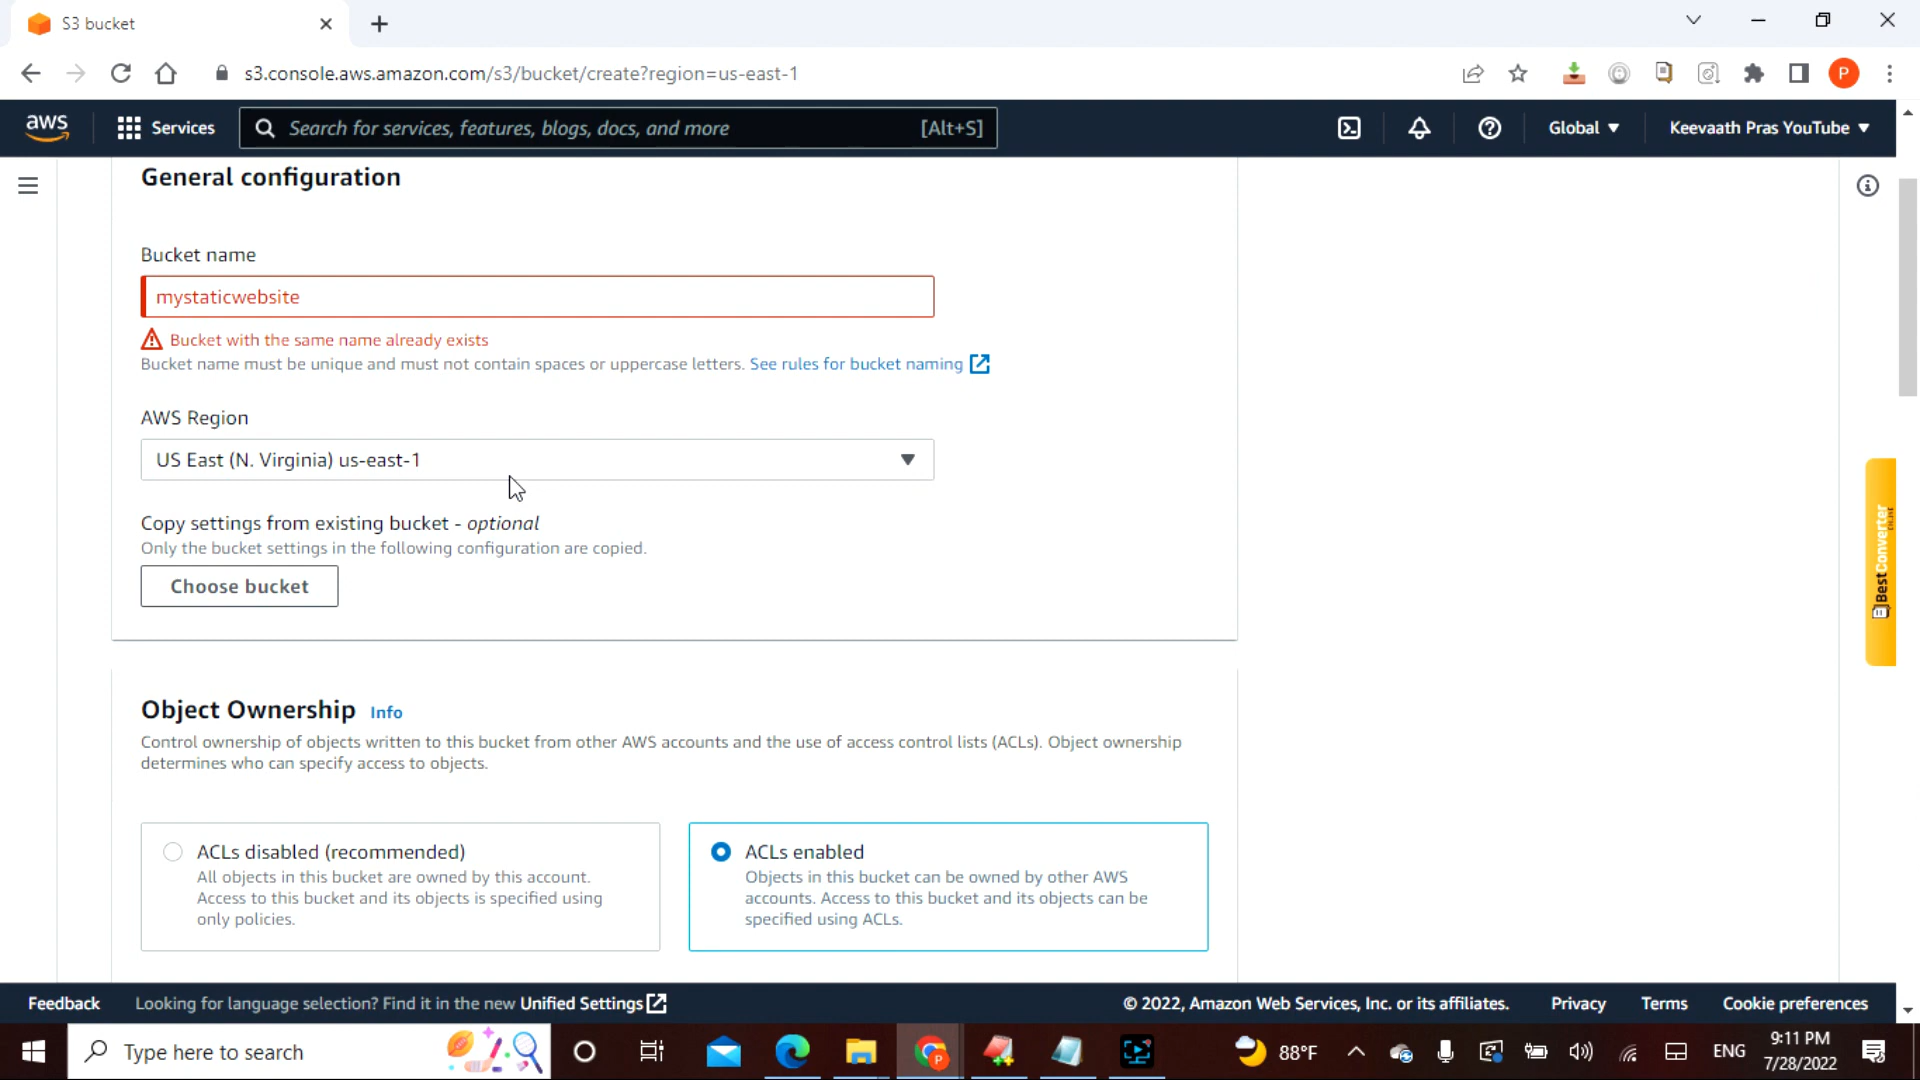 S3 bucket
s3.console.aws.amazon.com/s3/bucket/create?region=us-east-1
P
aws Services Search for services, features, blogs, docs, and more [Alt+S] Global Keevaath Pras YouTube
General configuration
Bucket name
mystaticwebsite
Bucket with the same name already exists
Bucket name must be unique and must not contain spaces or uppercase letters. See rules for bucket naming
AWS Region
US East (N. Virginia) us-east-1
Copy settings from existing bucket - optional
Only the bucket settings in the following configuration are copied.
Choose bucket
BestConverter
Object Ownership Info
Control ownership of objects written to this bucket from other AWS accounts and the use of access control lists (ACLs). Object ownership
determines who can specify access to objects.
ACLs disabled (recommended)
All objects in this bucket are owned by this account.
Access to this bucket and its objects is specified using
only policies.
ACLs enabled
Objects in this bucket can be owned by other AWS
accounts. Access to this bucket and its objects can be
specified using ACLs.
Feedback Looking for language selection? Find it in the new Unified Settings © 2022, Amazon Web Services, Inc. or its affiliates. Privacy Terms Cookie preferences
Type here to search P 88°F ENG 9:11 PM
7/28/2022